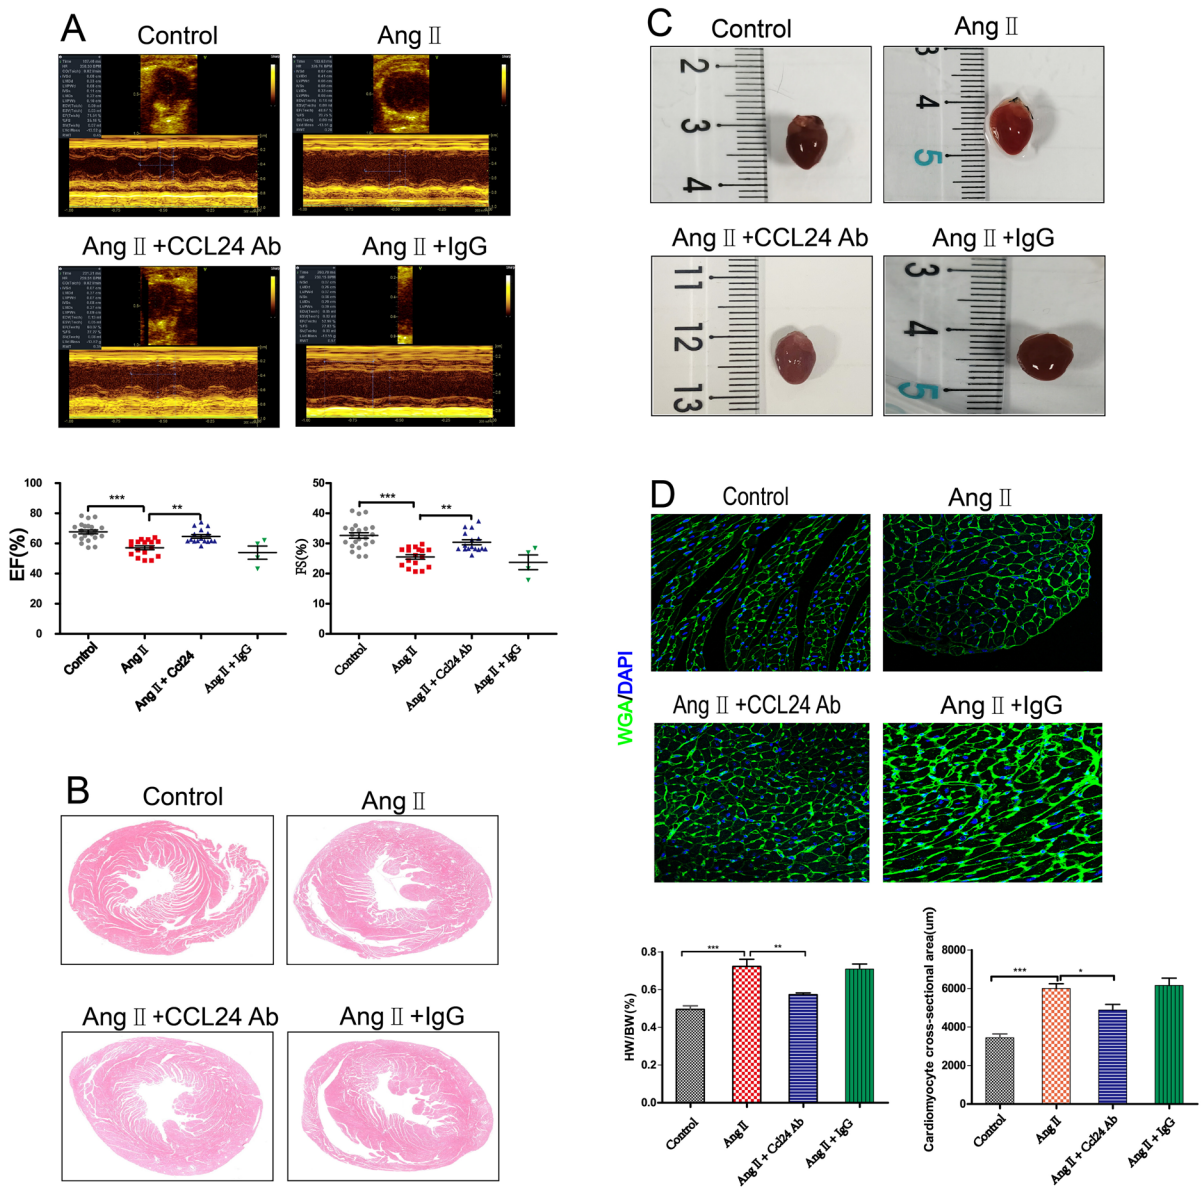 A
Control
Ang Ⅱ
Ang Ⅱ +CCL24 Ab
Ang Ⅱ +IgG
100
80
60
40
20
0
EF(%)
***
**
Control
Ang Ⅱ
Ang Ⅱ + Ccl24
Ang Ⅱ + IgG
50
40
30
20
10
0
FS(%)
***
**
Control
Ang Ⅱ
Ang Ⅱ + Ccl24 Ab
Ang Ⅱ + IgG
B
Control
Ang Ⅱ
Ang Ⅱ +CCL24 Ab
Ang Ⅱ +IgG
C
Control
Ang Ⅱ
2
3
4
3
4
5
Ang Ⅱ +CCL24 Ab
Ang Ⅱ +IgG
11
12
13
3
4
5
D
Control
Ang Ⅱ
WGA/DAPI
Ang Ⅱ +CCL24 Ab
Ang Ⅱ +IgG
0.8
0.6
0.4
0.2
0.0
HW/BW(%)
***
**
Control
Ang Ⅱ
Ang Ⅱ + Ccl24 Ab
Ang Ⅱ + IgG
8000
6000
4000
2000
0
Cardiomyocyte cross-sectional area(um)
***
*
Control
Ang Ⅱ
Ang Ⅱ + Ccl24 Ab
Ang Ⅱ + IgG